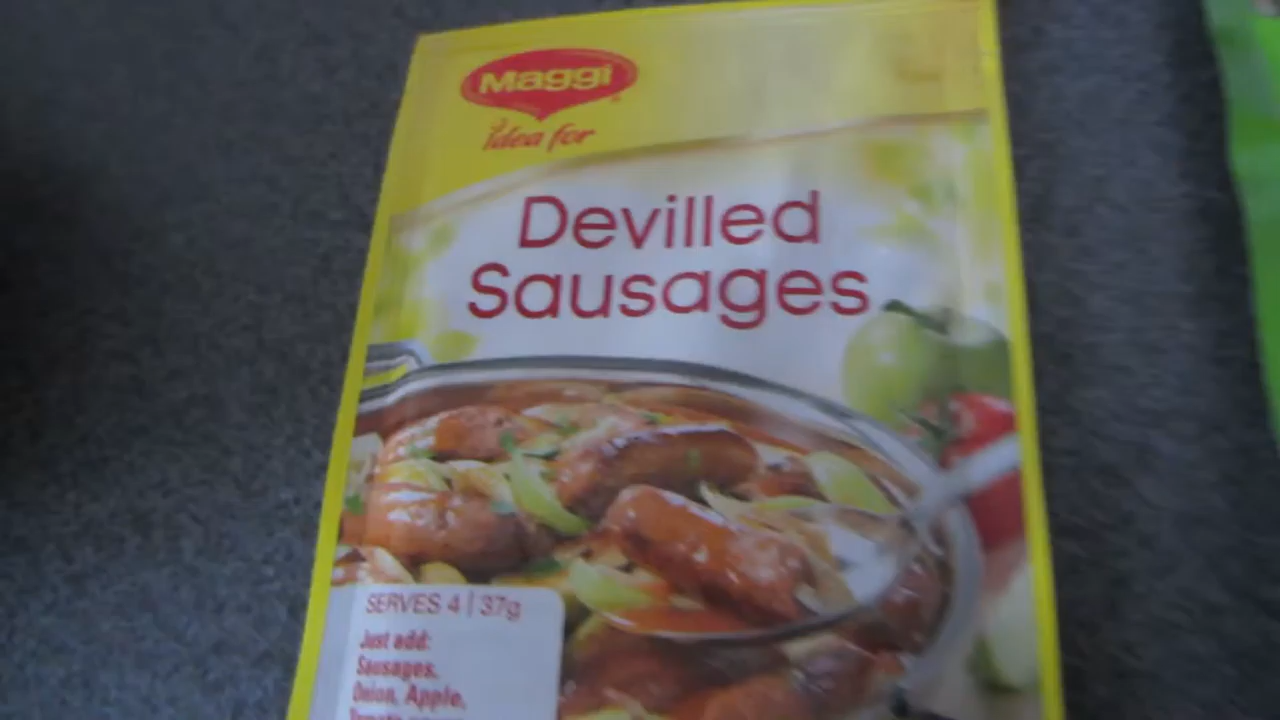 Maggi
idea for
Devilled
Sausages
SERVES 4 | 37g
Just add:
Sausages,
Onion, Apple,